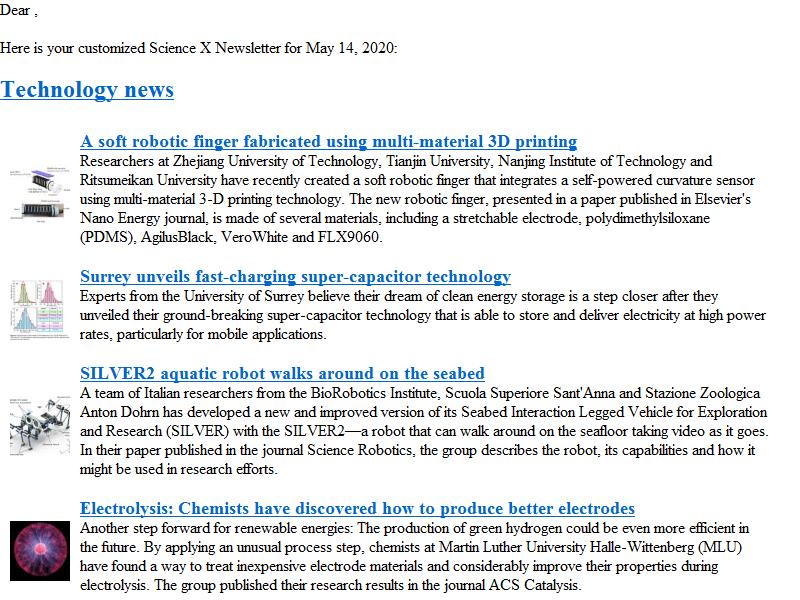 Dear ,
Here is your customized Science X Newsletter for May 14, 2020:
Technology news
A soft robotic finger fabricated using multi-material 3D printing
Researchers at Zhejiang University of Technology, Tianjin University, Nanjing Institute of Technology and
Ritsumeikan University have recently created a soft robotic finger that integrates a self-powered curvature sensor
using multi-material 3-D printing technology. The new robotic finger, presented in a paper published in Elsevier's
Nano Energy journal, is made of several materials, including a stretchable electrode, polydimethylsiloxane
(PDMS), AgilusBlack, VeroWhite and FLX9060.
Surrey unveils fast-charging super-capacitor technology
Experts from the University of Surrey believe their dream of clean energy storage is a step closer after they
unveiled their ground-breaking super-capacitor technology that is able to store and deliver electricity at high power
rates, particularly for mobile applications.
SILVER2 aquatic robot walks around on the seabed
A team of Italian researchers from the BioRobotics Institute, Scuola Superiore Sant'Anna and Stazione Zoologica
Anton Dohrn has developed a new and improved version of its Seabed Interaction Legged Vehicle for Exploration
and Research (SILVER) with the SILVER2—a robot that can walk around on the seafloor taking video as it goes.
In their paper published in the journal Science Robotics, the group describes the robot, its capabilities and how it
might be used in research efforts.
Electrolysis: Chemists have discovered how to produce better electrodes
Another step forward for renewable energies: The production of green hydrogen could be even more efficient in
the future. By applying an unusual process step, chemists at Martin Luther University Halle-Wittenberg (MLU)
have found a way to treat inexpensive electrode materials and considerably improve their properties during
electrolysis. The group published their research results in the journal ACS Catalysis.